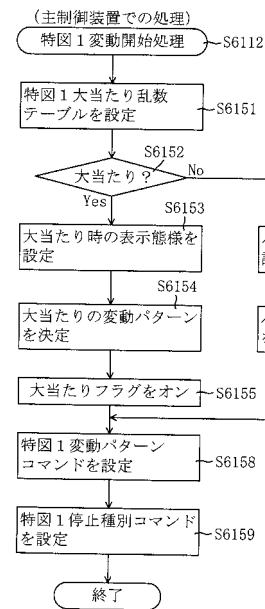 (主制御装置での処理)
特図1変動開始処理
S6112
特図1大当たり乱数
テーブルを設定
S6151
S6152
大当たり?
No
Yes
S6153
大当たり時の表示態様を
設定
S6154
大当たりの変動パターン
を決定
大当たりフラグをオン
S6155
特図1変動パターン
コマンドを設定
S6158
特図1停止種別コマンド
を設定
S6159
終了